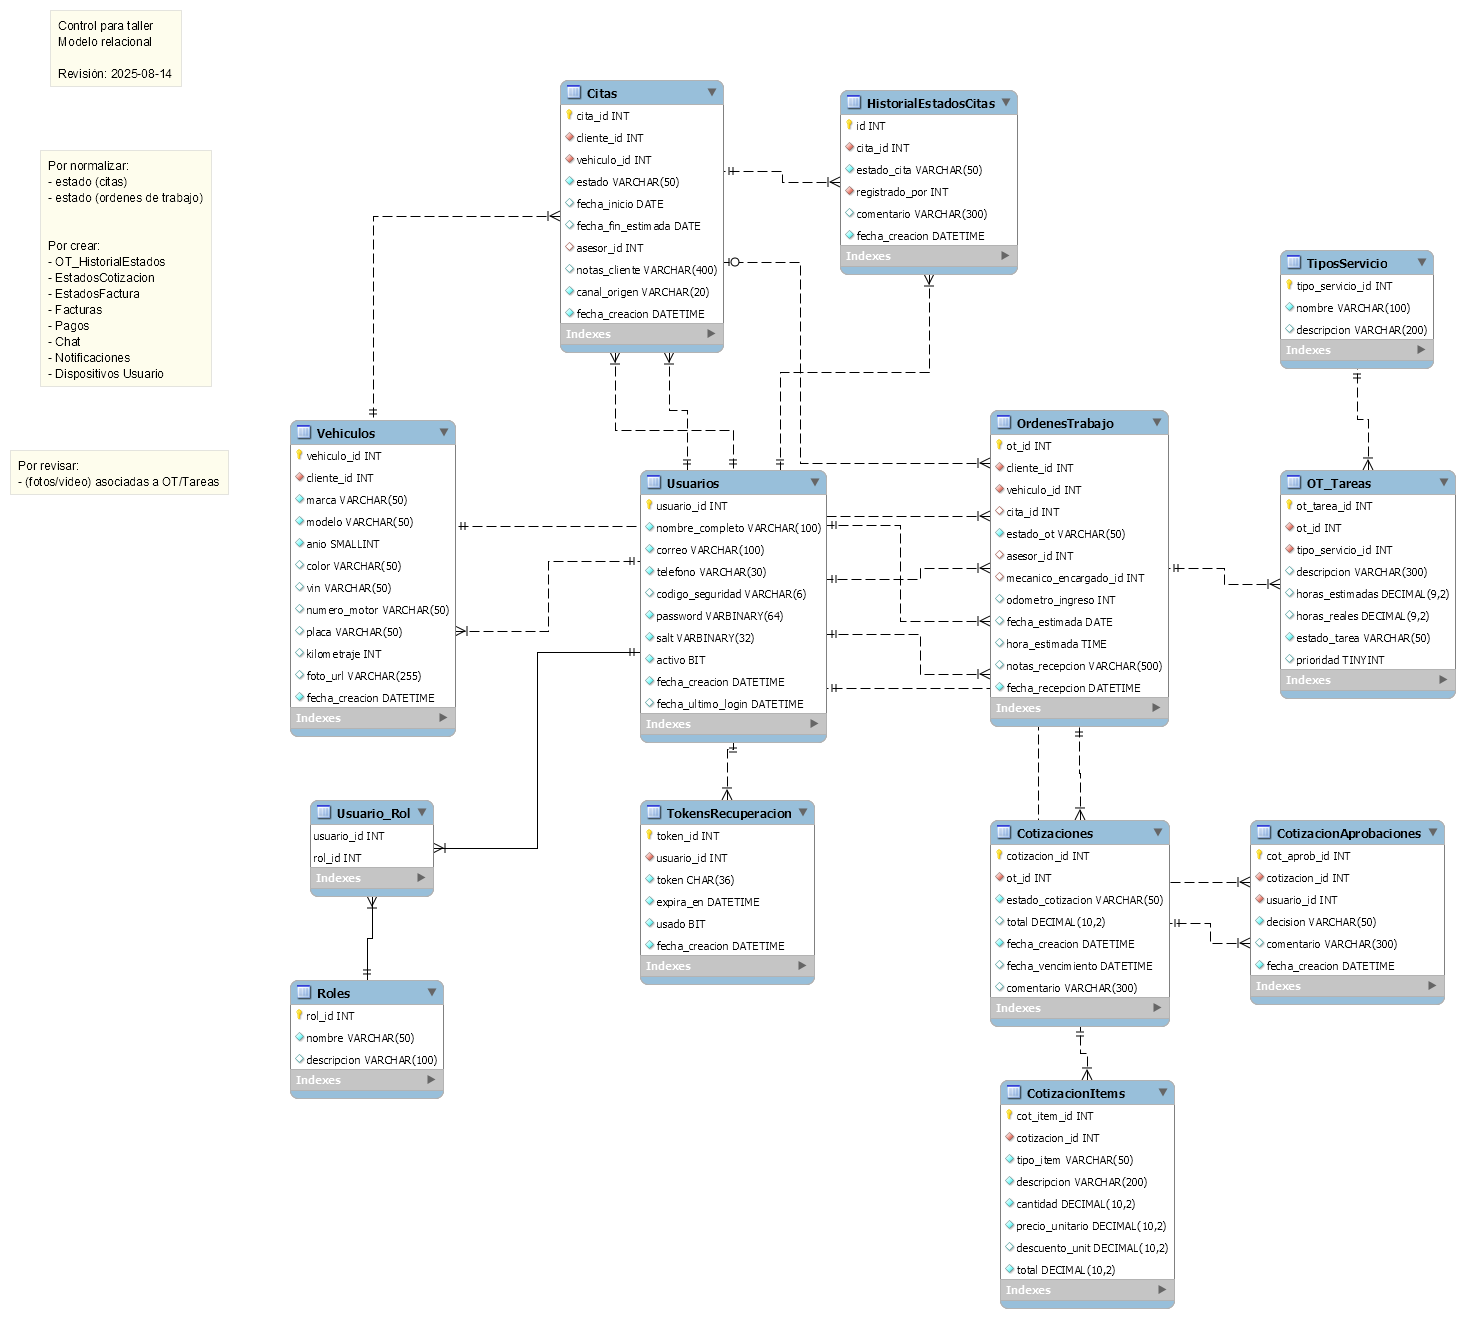 Control para taller
Modelo relacional
Revisión: 2025-08-14
Por normalizar:
- estado (citas)
- estado (ordenes de trabajo)
Por crear:
- OT_HistorialEstados
- EstadosCotizacion
- EstadosFactura
- Facturas
- Pagos
- Chat
- Notificaciones
- Dispositivos Usuario
Por revisar:
- (fotos/video) asociadas a OT/Tareas
Citas
cita_id INT
cliente_id INT
vehiculo_id INT
estado VARCHAR(50)
fecha_inicio DATE
fecha_fin_estimada DATE
asesor_id INT
notas_cliente VARCHAR(400)
canal_origen VARCHAR(20)
fecha_creacion DATETIME
Indexes
HistorialEstadosCitas
id INT
cita_id INT
estado_cita VARCHAR(50)
registrado_por INT
comentario VARCHAR(300)
fecha_creacion DATETIME
Indexes
TiposServicio
tipo_servicio_id INT
nombre VARCHAR(100)
descripcion VARCHAR(200)
Indexes
Vehiculos
vehiculo_id INT
cliente_id INT
marca VARCHAR(50)
modelo VARCHAR(50)
anio SMALLINT
color VARCHAR(50)
vin VARCHAR(50)
numero_motor VARCHAR(50)
placa VARCHAR(50)
kilometraje INT
foto_url VARCHAR(255)
fecha_creacion DATETIME
Indexes
Usuarios
usuario_id INT
nombre_completo VARCHAR(100)
correo VARCHAR(100)
telefono VARCHAR(30)
codigo_seguridad VARCHAR(6)
password VARBINARY(64)
salt VARBINARY(32)
activo BIT
fecha_creacion DATETIME
fecha_ultimo_login DATETIME
Indexes
OrdenesTrabajo
ot_id INT
cliente_id INT
vehiculo_id INT
cita_id INT
estado_ot VARCHAR(50)
asesor_id INT
mecanico_encargado_id INT
odometro_ingreso INT
fecha_estimada DATE
hora_estimada TIME
notas_recepcion VARCHAR(500)
fecha_recepcion DATETIME
Indexes
OT_Tareas
ot_tarea_id INT
ot_id INT
tipo_servicio_id INT
descripcion VARCHAR(300)
horas_estimadas DECIMAL(9,2)
horas_reales DECIMAL(9,2)
estado_tarea VARCHAR(50)
prioridad TINYINT
Indexes
Usuario_Rol
usuario_id INT
rol_id INT
Indexes
TokensRecuperacion
token_id INT
usuario_id INT
token CHAR(36)
expira_en DATETIME
usado BIT
fecha_creacion DATETIME
Indexes
Cotizaciones
cotizacion_id INT
ot_id INT
estado_cotizacion VARCHAR(50)
total DECIMAL(10,2)
fecha_creacion DATETIME
fecha_vencimiento DATETIME
comentario VARCHAR(300)
Indexes
CotizacionAprobaciones
cot_aprob_id INT
cotizacion_id INT
usuario_id INT
decision VARCHAR(50)
comentario VARCHAR(300)
fecha_creacion DATETIME
Indexes
Roles
rol_id INT
nombre VARCHAR(50)
descripcion VARCHAR(100)
Indexes
CotizacionItems
cot_item_id INT
cotizacion_id INT
tipo_item VARCHAR(50)
descripcion VARCHAR(200)
cantidad DECIMAL(10,2)
precio_unitario DECIMAL(10,2)
descuento_unit DECIMAL(10,2)
total DECIMAL(10,2)
Indexes